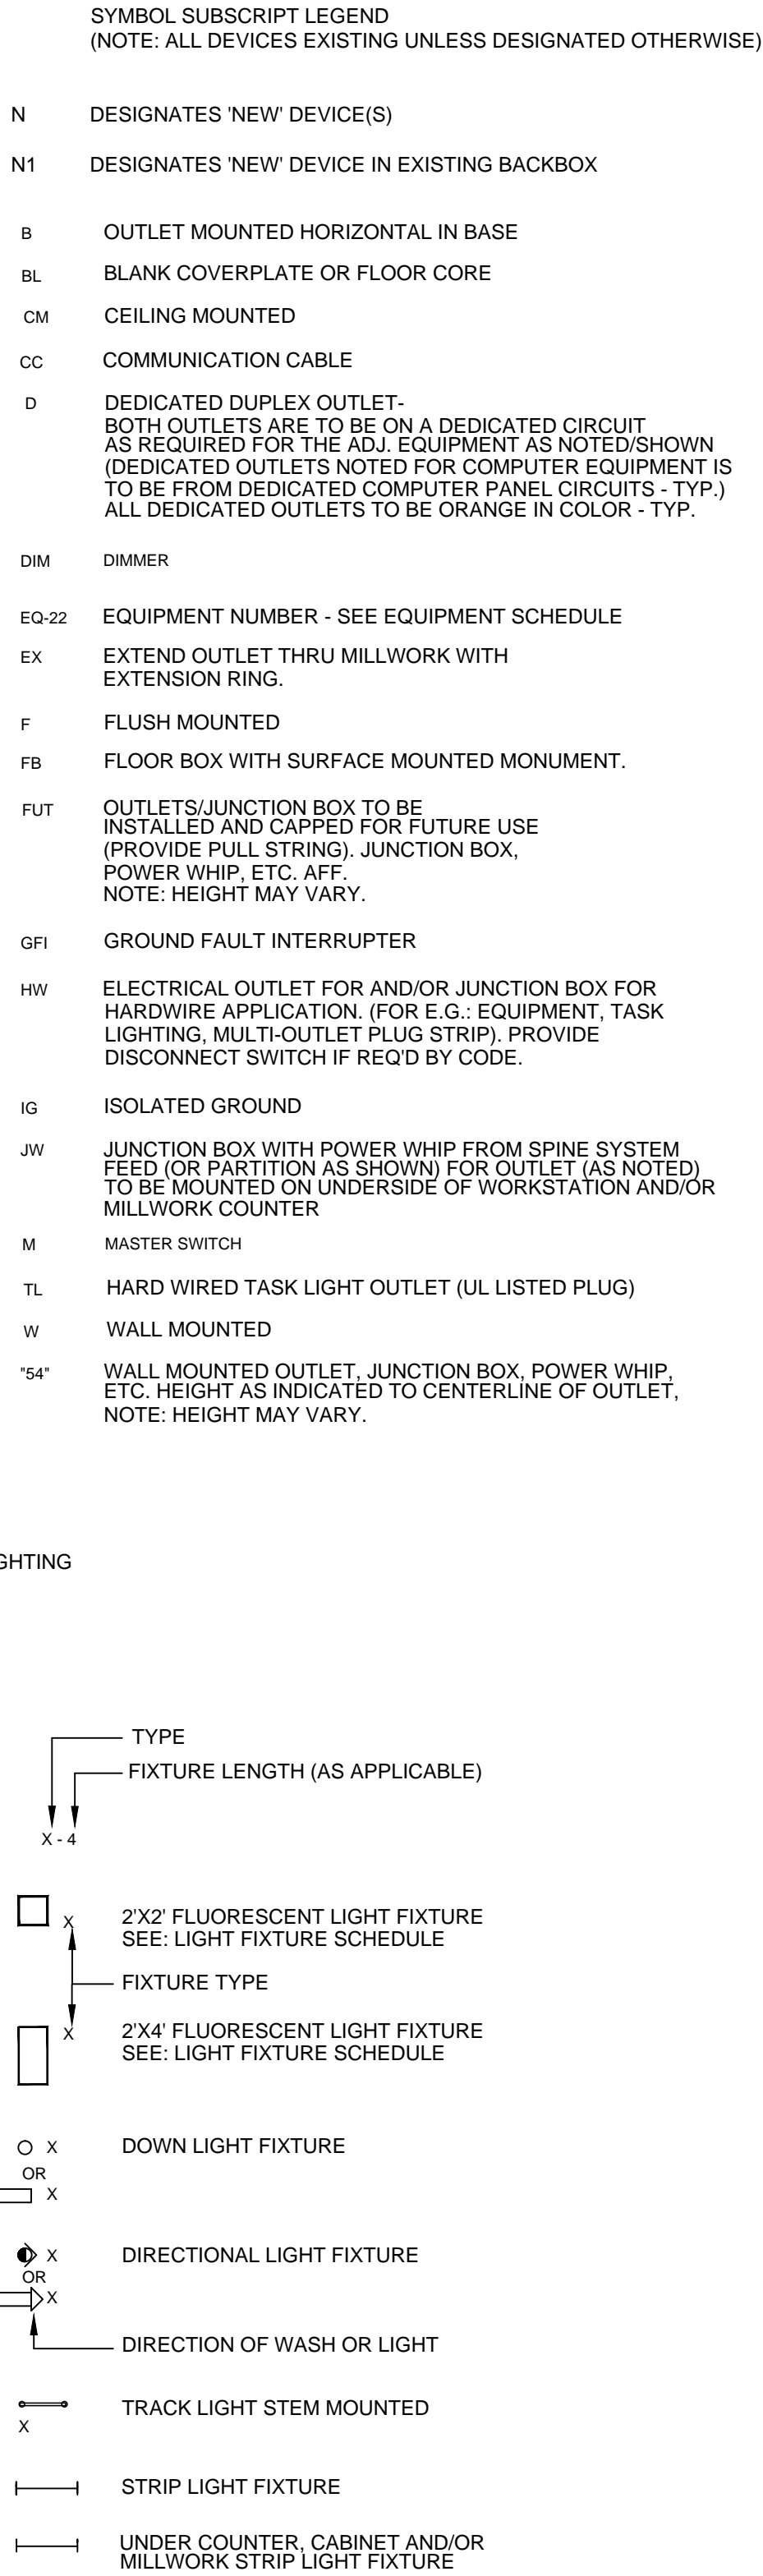 SYMBOL SUBSCRIPT LEGEND
(NOTE: ALL DEVICES EXISTING UNLESS DESIGNATED OTHERWISE)
N DESIGNATES 'NEW' DEVICE(S)
N1 DESIGNATES 'NEW' DEVICE IN EXISTING BACKBOX
B OUTLET MOUNTED HORIZONTAL IN BASE
BL BLANK COVERPLATE OR FLOOR CORE
CM CEILING MOUNTED
CC COMMUNICATION CABLE
D DEDICATED DUPLEX OUTLET-
BOTH OUTLETS ARE TO BE ON A DEDICATED CIRCUIT
AS REQUIRED FOR THE ADJ. EQUIPMENT AS NOTED/SHOWN
(DEDICATED OUTLETS NOTED FOR COMPUTER EQUIPMENT IS
TO BE FROM DEDICATED COMPUTER PANEL CIRCUITS - TYP.)
ALL DEDICATED OUTLETS TO BE ORANGE IN COLOR - TYP.
DIM DIMMER
EQ-22 EQUIPMENT NUMBER - SEE EQUIPMENT SCHEDULE
EX EXTEND OUTLET THRU MILLWORK WITH
EXTENSION RING.
F FLUSH MOUNTED
FB FLOOR BOX WITH SURFACE MOUNTED MONUMENT.
FUT OUTLETS/JUNCTION BOX TO BE
INSTALLED AND CAPPED FOR FUTURE USE
(PROVIDE PULL STRING). JUNCTION BOX,
POWER WHIP, ETC. AFF.
NOTE: HEIGHT MAY VARY.
GFI GROUND FAULT INTERRUPTER
HW ELECTRICAL OUTLET FOR AND/OR JUNCTION BOX FOR
HARDWIRE APPLICATION. (FOR E.G.: EQUIPMENT, TASK
LIGHTING, MULTI-OUTLET PLUG STRIP). PROVIDE
DISCONNECT SWITCH IF REQ'D BY CODE.
IG ISOLATED GROUND
JW JUNCTION BOX WITH POWER WHIP FROM SPINE SYSTEM
FEED (OR PARTITION AS SHOWN) FOR OUTLET (AS NOTED)
TO BE MOUNTED ON UNDERSIDE OF WORKSTATION AND/OR
MILLWORK COUNTER
M MASTER SWITCH
TL HARD WIRED TASK LIGHT OUTLET (UL LISTED PLUG)
W WALL MOUNTED
"54" WALL MOUNTED OUTLET, JUNCTION BOX, POWER WHIP,
ETC. HEIGHT AS INDICATED TO CENTERLINE OF OUTLET,
NOTE: HEIGHT MAY VARY.
GHTING
TYPE
FIXTURE LENGTH (AS APPLICABLE)
X - 4
X 2'X2' FLUORESCENT LIGHT FIXTURE
SEE: LIGHT FIXTURE SCHEDULE
FIXTURE TYPE
X 2'X4' FLUORESCENT LIGHT FIXTURE
SEE: LIGHT FIXTURE SCHEDULE
X DOWN LIGHT FIXTURE
OR
X
X DIRECTIONAL LIGHT FIXTURE
OR
X
DIRECTION OF WASH OR LIGHT
TRACK LIGHT STEM MOUNTED
X
STRIP LIGHT FIXTURE
UNDER COUNTER, CABINET AND/OR
MILLWORK STRIP LIGHT FIXTURE